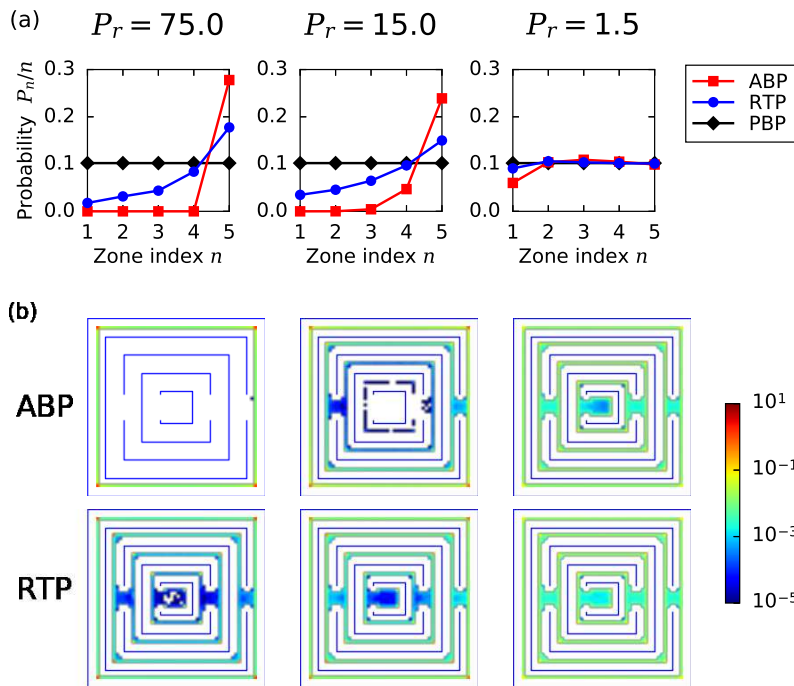 (a)
P_r = 75.0
P_r = 15.0
P_r = 1.5
Probability P_n/n
0.3
0.2
0.1
0.0
1 2 3 4 5
Zone index n
0.3
0.2
0.1
0.0
1 2 3 4 5
Zone index n
0.3
0.2
0.1
0.0
1 2 3 4 5
Zone index n
ABP
RTP
PBP
(b)
ABP
RTP
10¹
10⁻¹
10⁻³
10⁻⁵